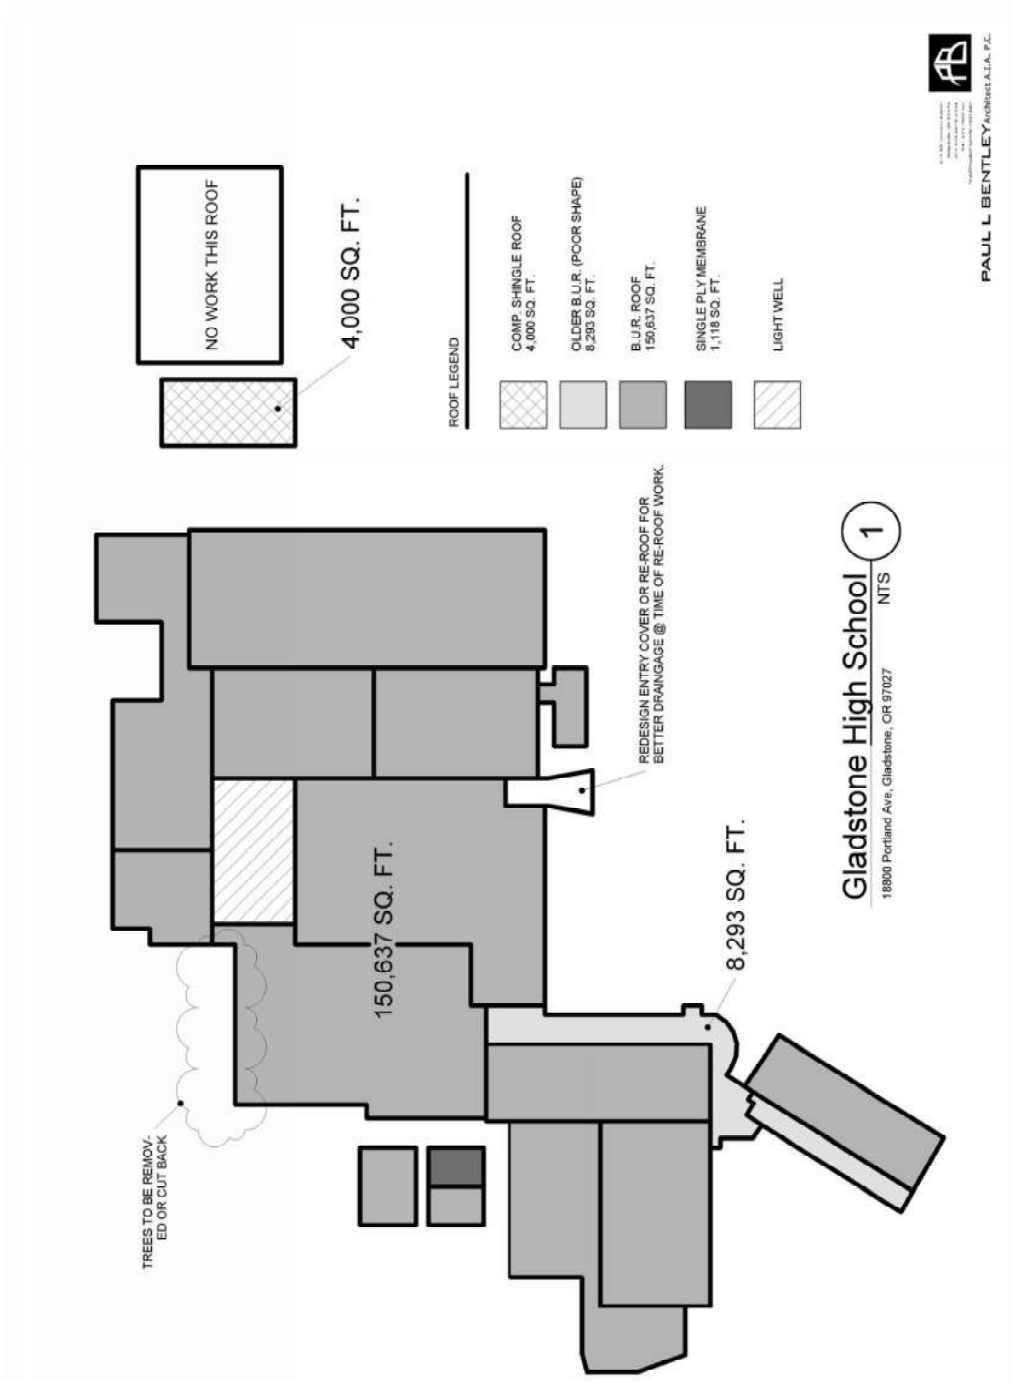 TREES TO BE REMOV-
ED OR CUT BACK
150,637 SQ. FT.
8,293 SQ. FT.
REDESIGN ENTRY COVER OR RE-ROOF FOR
BETTER DRAINGAGE @ TIME OF RE-ROOF WORK.
Gladstone High School
1
18800 Portland Ave, Gladstone, OR 97027
NTS
NO WORK THIS ROOF
4,000 SQ. FT.
ROOF LEGEND
COMP. SHINGLE ROOF
4,000 SQ. FT.
OLDER B.U.R. (POOR SHAPE)
8,293 SQ. FT.
B.U.R. ROOF
150,637 SQ. FT.
SINGLE PLY MEMBRANE
1,118 SQ. FT.
LIGHT WELL
PAUL L BENTLEY Architect A.I.A. P.C.